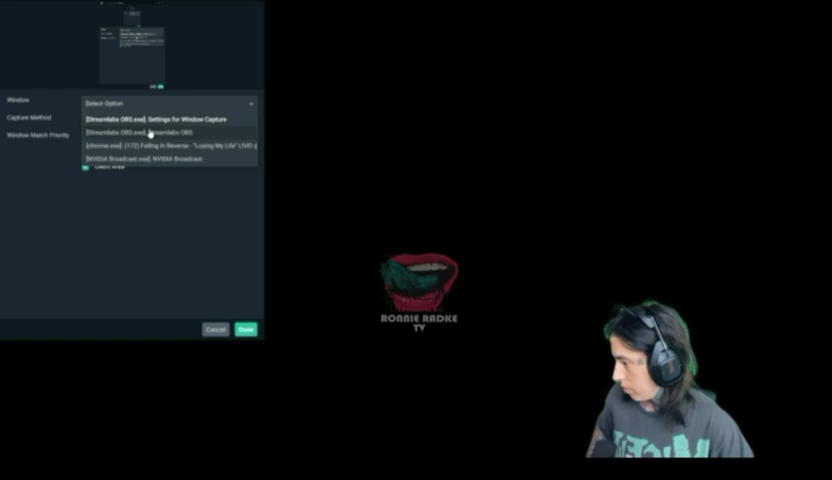 Window
Select Option
Capture Method
[Streamlabs OBS.exe]: Settings for Window Capture
Window Match Priority
[Streamlabs OBS.exe]: Streamlabs OBS
[chrome.exe]: (172) Falling In Reverse - "Losing My Life" LIVE!
[NVIDIA Broadcast.exe]: NVIDIA Broadcast
Client Area
Cancel
Done
RONNIE RADKE
TV